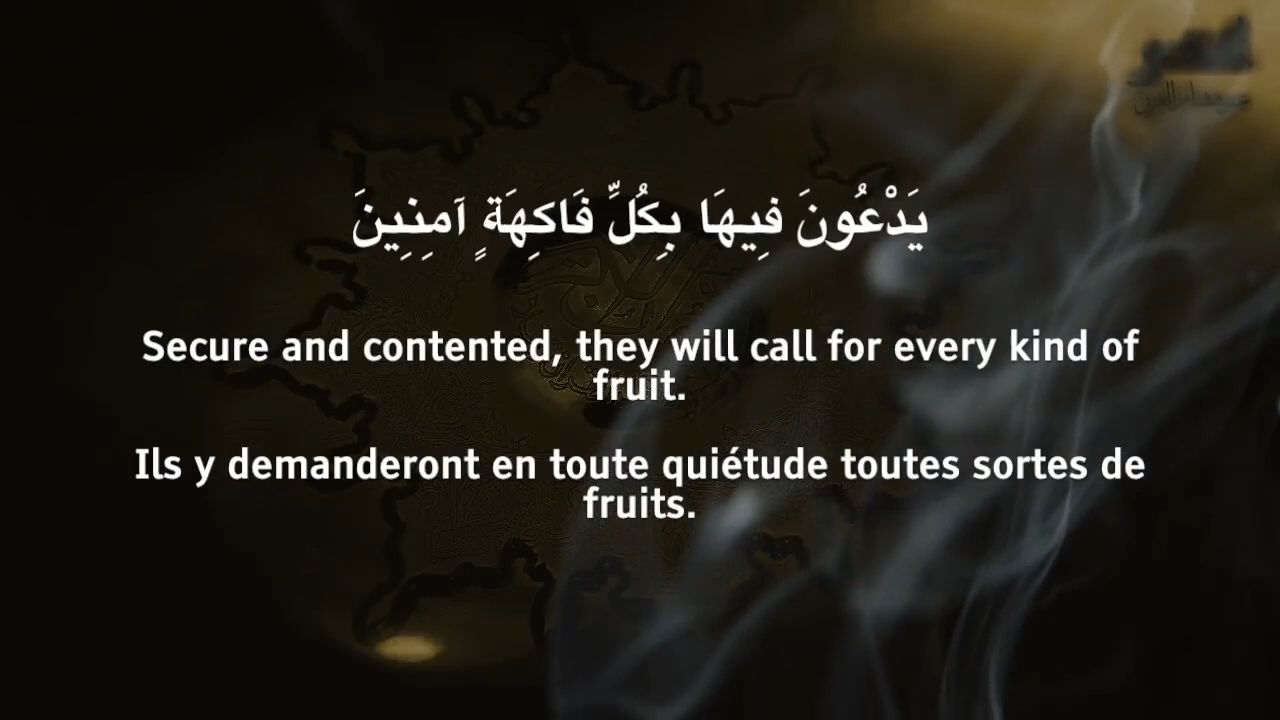 يَدْعُونَ فِيهَا بِكُلِّ فَاكِهَةٍ آمِنِينَ
Secure and contented, they will call for every kind of
fruit.
Ils y demanderont en toute quiétude toutes sortes de
fruits.